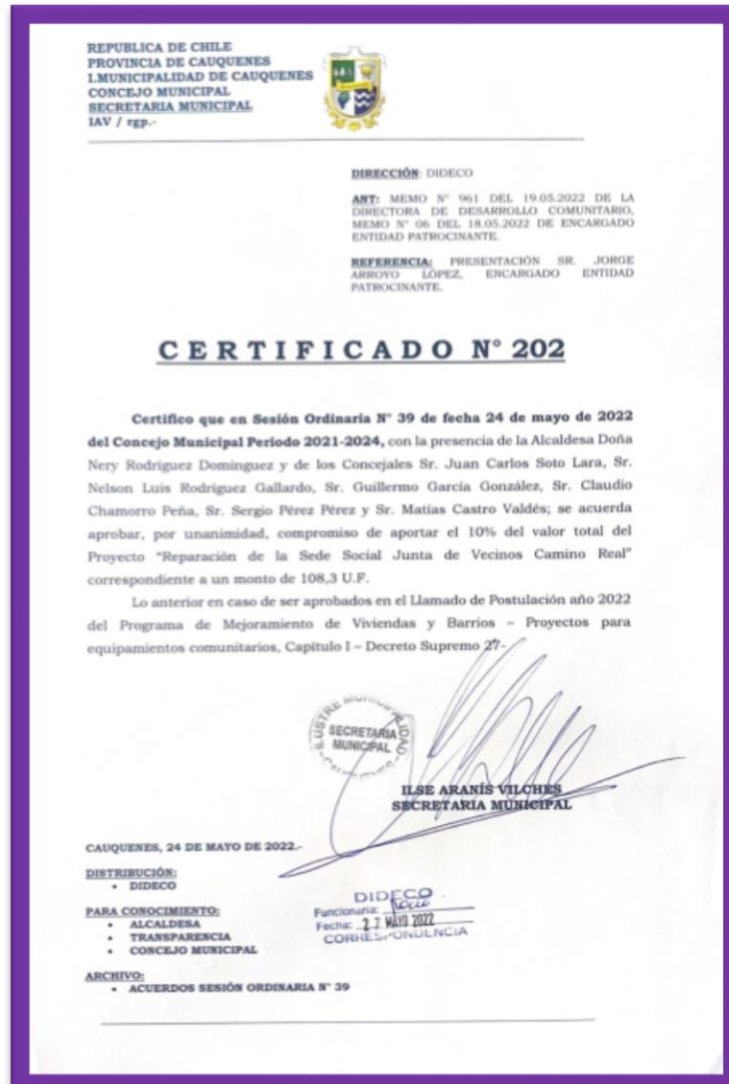 REPUBLICA DE CHILE
PROVINCIA DE CAUQUENES
I.MUNICIPALIDAD DE CAUQUENES
CONCEJO MUNICIPAL
SECRETARIA MUNICIPAL
IAV / rgp.-
DIRECCIÓN: DIDECO
ANT: MEMO N° 961 DEL 19.05.2022 DE LA
DIRECTORA DE DESARROLLO COMUNITARIO,
MEMO N° 06 DEL 18.05.2022 DE ENCARGADO
ENTIDAD PATROCINANTE.
REFERENCIA: PRESENTACIÓN SR. JORGE
ARROYO LÓPEZ, ENCARGADO ENTIDAD
PATROCINANTE.
CERTIFICADO N° 202
Certifico que en Sesión Ordinaria N° 39 de fecha 24 de mayo de 2022
del Concejo Municipal Periodo 2021-2024, con la presencia de la Alcaldesa Doña
Nery Rodríguez Domínguez y de los Concejales Sr. Juan Carlos Soto Lara, Sr.
Nelson Luis Rodríguez Gallardo, Sr. Guillermo García González, Sr. Claudio
Chamorro Peña, Sr. Sergio Pérez Pérez y Sr. Matías Castro Valdés; se acuerda
aprobar, por unanimidad, compromiso de aportar el 10% del valor total del
Proyecto “Reparación de la Sede Social Junta de Vecinos Camino Real”
correspondiente a un monto de 108,3 U.F.
Lo anterior en caso de ser aprobados en el Llamado de Postulación año 2022
del Programa de Mejoramiento de Viviendas y Barrios – Proyectos para
equipamientos comunitarios, Capítulo I – Decreto Supremo 27-
ILUSTRE MUNICIPALIDAD
SECRETARIA
MUNICIPAL
CAUQUENES
ILSE ARANÍS VILCHES
SECRETARIA MUNICIPAL
CAUQUENES, 24 DE MAYO DE 2022.-
DISTRIBUCIÓN:
• DIDECO
PARA CONOCIMIENTO:
• ALCALDESA
• TRANSPARENCIA
• CONCEJO MUNICIPAL
DIDECO
Funcionaria:
Fecha: 27 MAYO 2022
CORRESPONDENCIA
ARCHIVO:
• ACUERDOS SESIÓN ORDINARIA N° 39